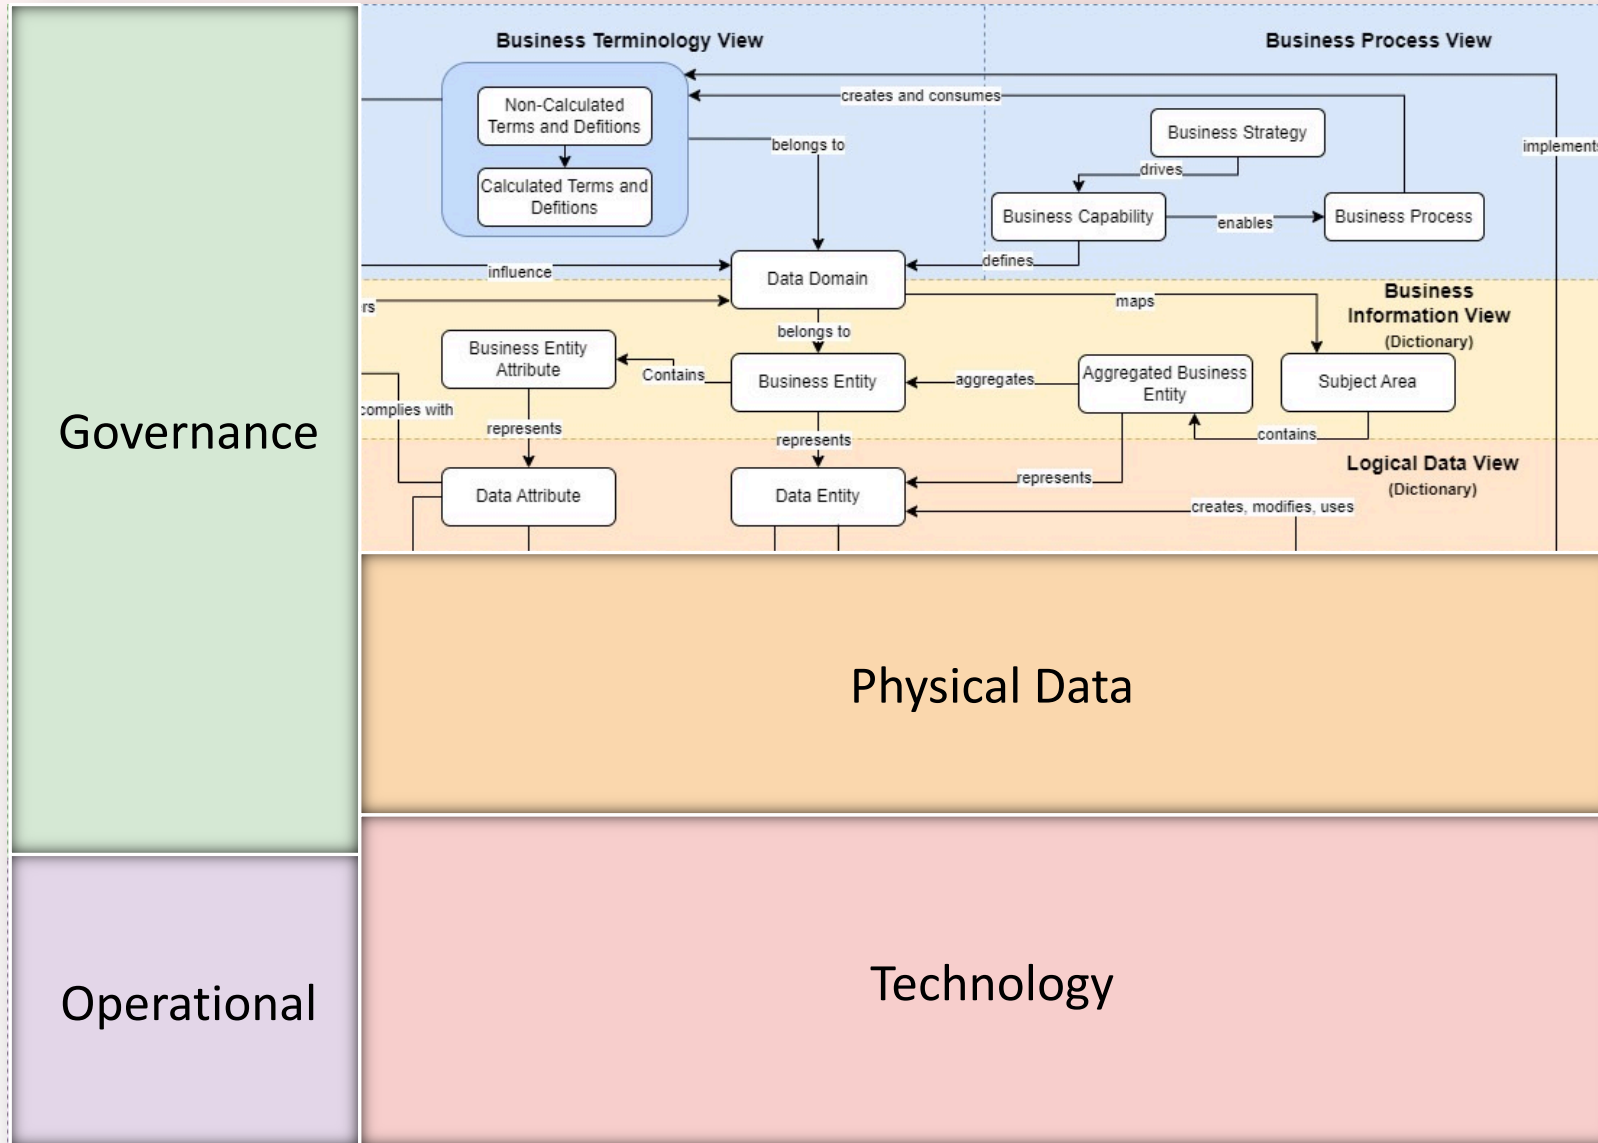 Business Terminology View
Business Process View
Non-Calculated
Terms and Defitions
Calculated Terms and
Defitions
creates and consumes
belongs to
Business Strategy
implements
drives
Business Capability
enables
Business Process
defines
influence
Data Domain
maps
Business
Information View
(Dictionary)
rs
belongs to
Business Entity
Attribute
Contains
Business Entity
aggregates
Aggregated Business
Entity
Subject Area
complies with
represents
represents
contains
Logical Data View
(Dictionary)
Data Attribute
Data Entity
represents
creates, modifies, uses
Governance
Physical Data
Operational
Technology